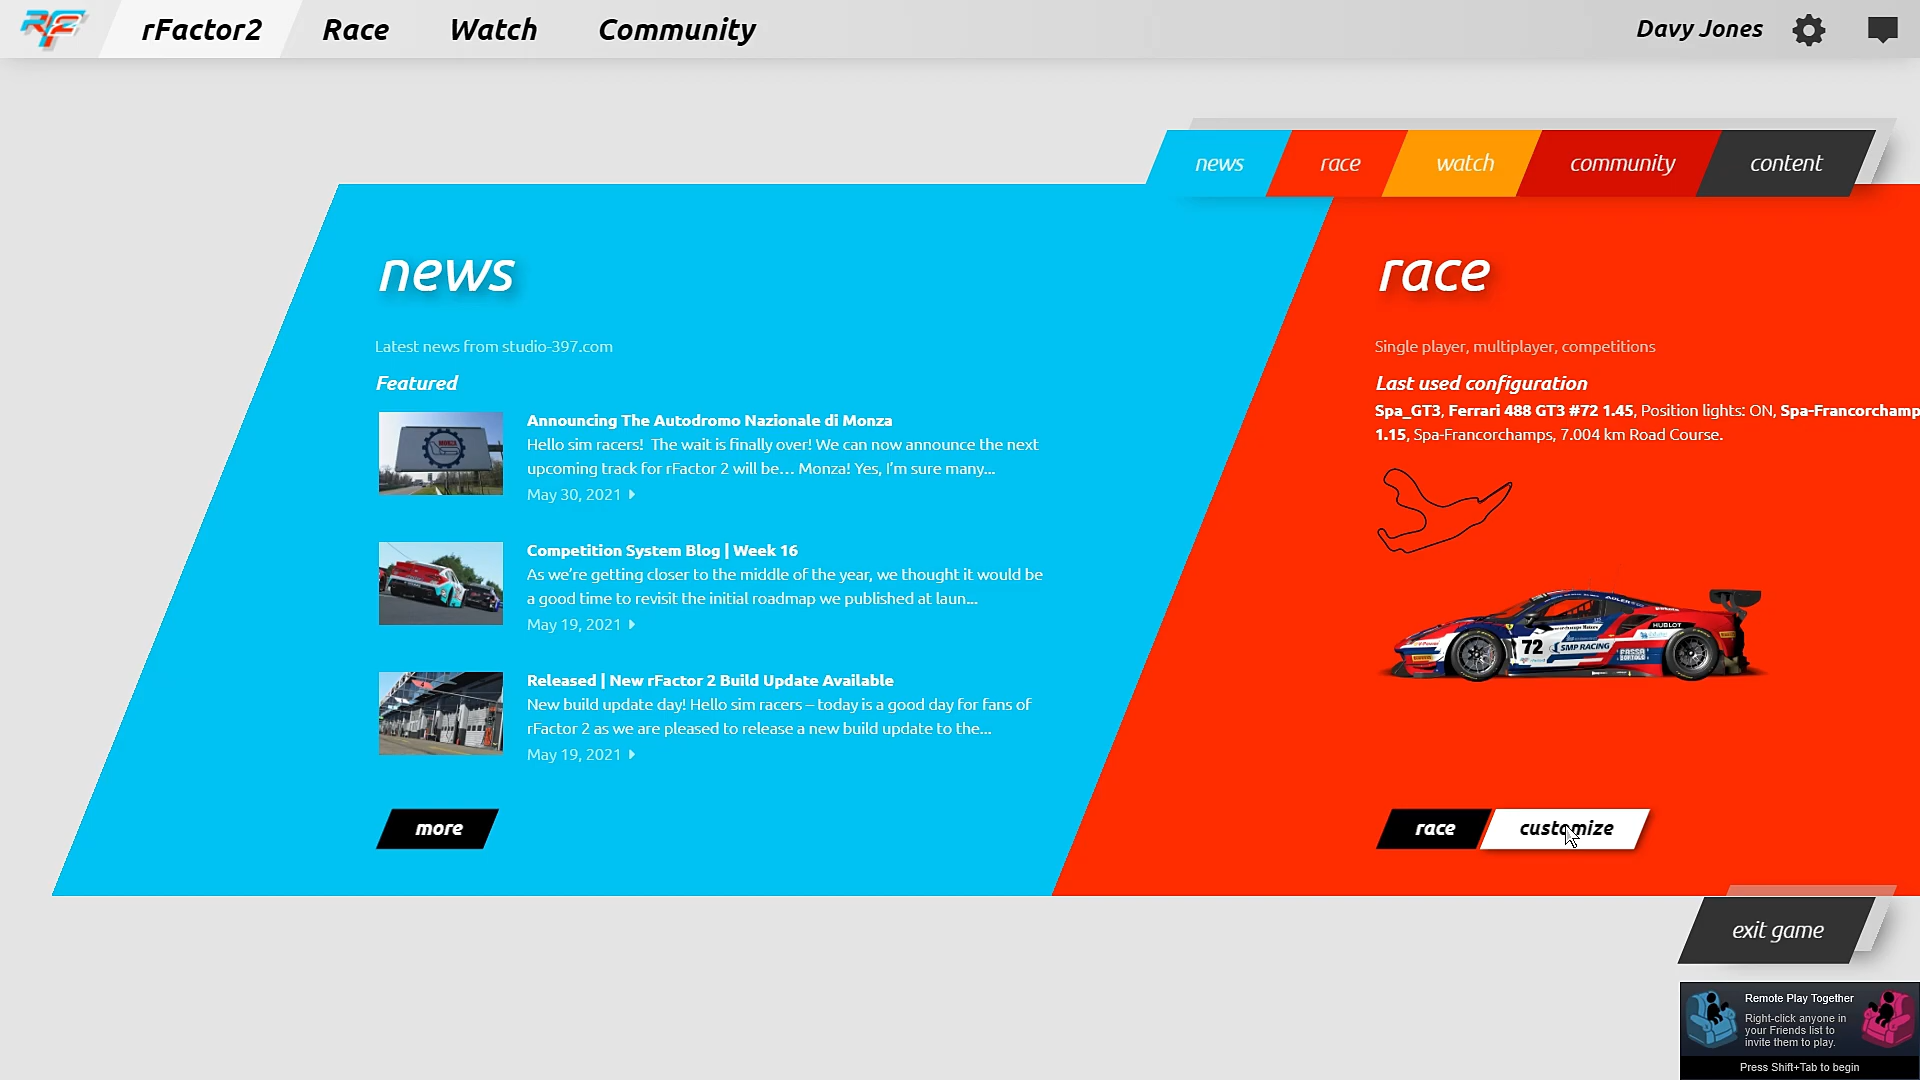 rFactor2
Race
Watch
Community
Davy Jones
news
race
watch
community
content
news
Latest news from studio-397.com
Featured
Announcing The Autodromo Nazionale di Monza
Hello sim racers!  The wait is finally over! We can now announce the next
upcoming track for rFactor 2 will be… Monza! Yes, I'm sure many...
May 30, 2021
Competition System Blog | Week 16
As we're getting closer to the middle of the year, we thought it would be
a good time to revisit the initial roadmap we published at laun...
May 19, 2021
Released | New rFactor 2 Build Update Available
New build update day! Hello sim racers – today is a good day for fans of
rFactor 2 as we are pleased to release a new build update to the...
May 19, 2021
more
race
Single player, multiplayer, competitions
Last used configuration
Spa_GT3, Ferrari 488 GT3 #72 1.45, Position lights: ON, Spa-Francorchamp
1.15, Spa-Francorchamps, 7.004 km Road Course.
HUBLOT
72
SMP RACING
race
customize
exit game
Remote Play Together
Right-click anyone in
your Friends list to
invite them to play.
Press Shift+Tab to begin